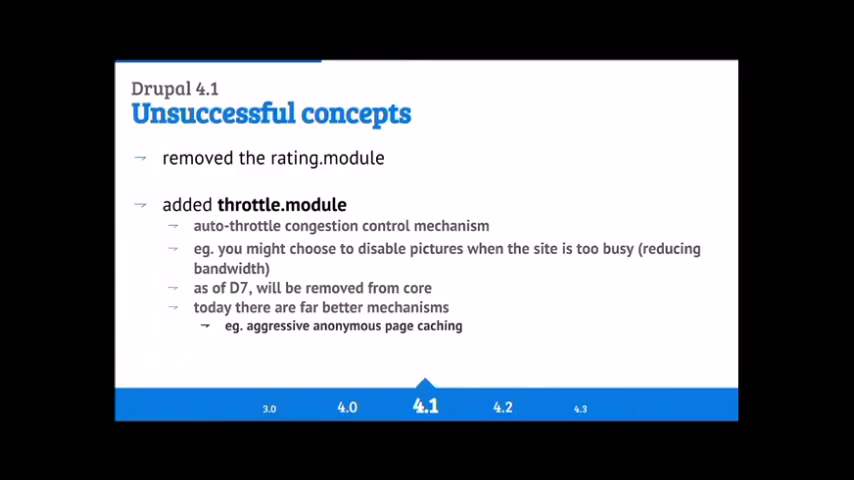 Drupal 4.1
Unsuccessful concepts
→ removed the rating.module
→ added throttle.module
→ auto-throttle congestion control mechanism
→ eg. you might choose to disable pictures when the site is too busy (reducing
bandwidth)
→ as of D7, will be removed from core
→ today there are far better mechanisms
→ eg. aggressive anonymous page caching
3.0 4.0 4.1 4.2 4.3